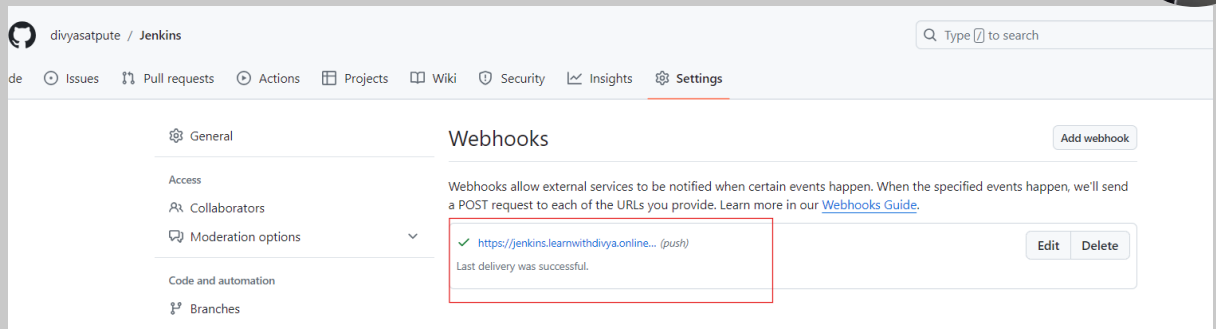 divyasatpute / Jenkins
Type / to search
de Issues Pull requests Actions Projects Wiki Security Insights Settings
General
Access
Collaborators
Moderation options
Code and automation
Branches
Webhooks
Add webhook
Webhooks allow external services to be notified when certain events happen. When the specified events happen, we'll send
a POST request to each of the URLs you provide. Learn more in our Webhooks Guide.
https://jenkins.learnwithdivya.online... (push)
Last delivery was successful.
Edit Delete